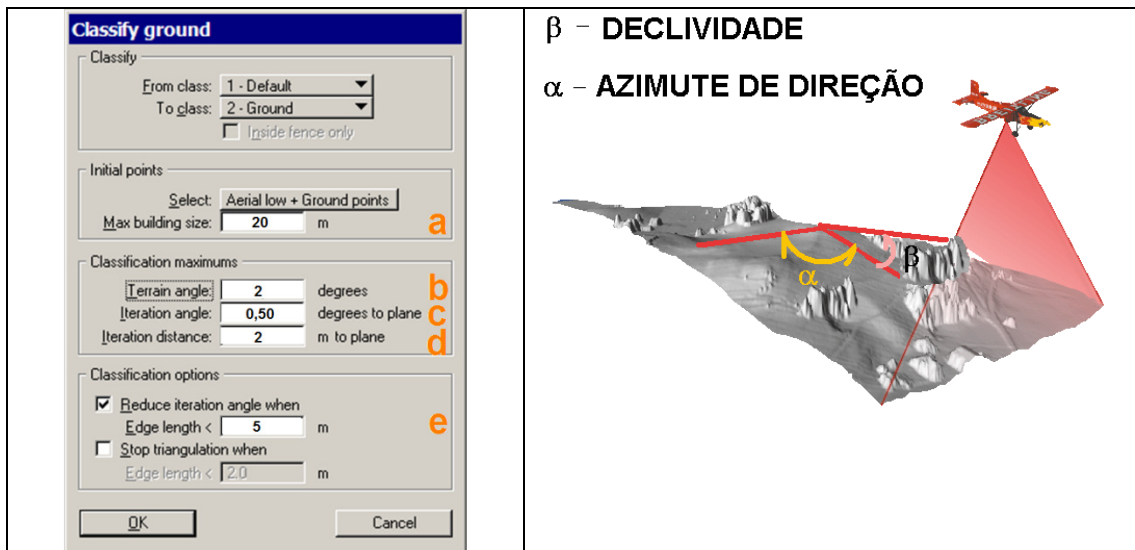 Classify ground
Classify
From class: 1 - Default
To class: 2 - Ground
Inside fence only
Initial points
Select: Aerial low + Ground points
Max building size: 20 m a
Classification maximums
Terrain angle: 2 degrees b
Iteration angle: 0,50 degrees to plane c
Iteration distance: 2 m to plane d
Classification options
Reduce iteration angle when
Edge length < 5 m e
Stop triangulation when
Edge length < 2.0 m
OK Cancel
β - DECLIVIDADE
α - AZIMUTE DE DIREÇÃO
α
β